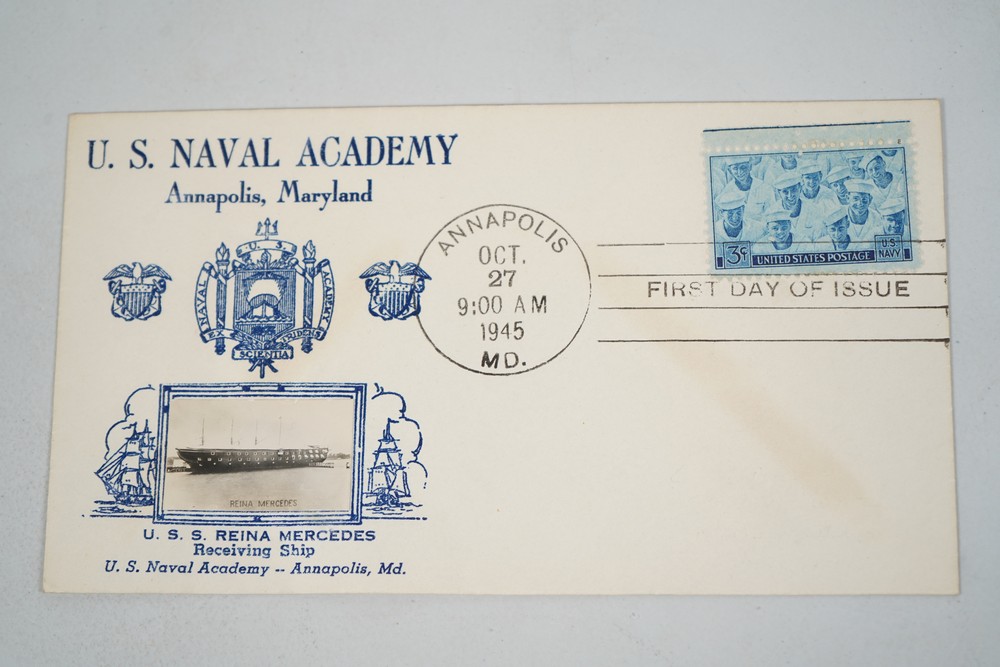 U. S. NAVAL ACADEMY
Annapolis, Maryland
U. S.
NAVAL
ACADEMY
EX
TRIDENS
SCIENTIA
REINA MERCEDES
U. S. S. REINA MERCEDES
Receiving Ship
U. S. Naval Academy -- Annapolis, Md.
ANNAPOLIS
OCT.
27
9:00 AM
1945
MD.
3¢
UNITED STATES POSTAGE
U.S.
NAVY
FIRST DAY OF ISSUE